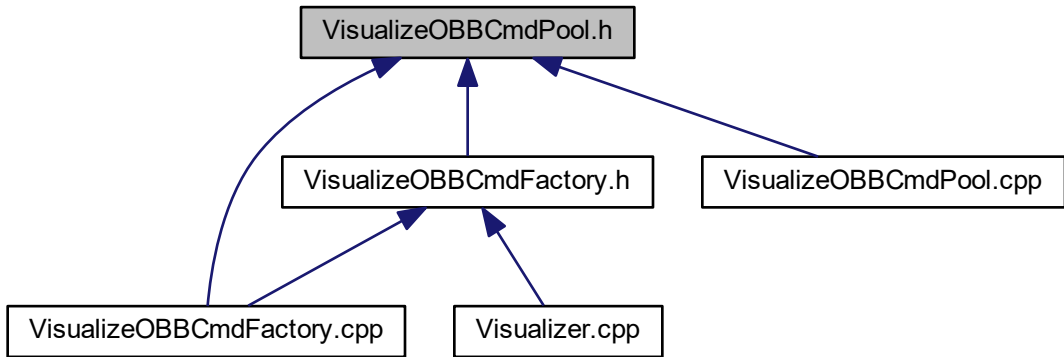 VisualizeOBBCmdPool.h
VisualizeOBBCmdFactory.h
VisualizeOBBCmdPool.cpp
VisualizeOBBCmdFactory.cpp
Visualizer.cpp